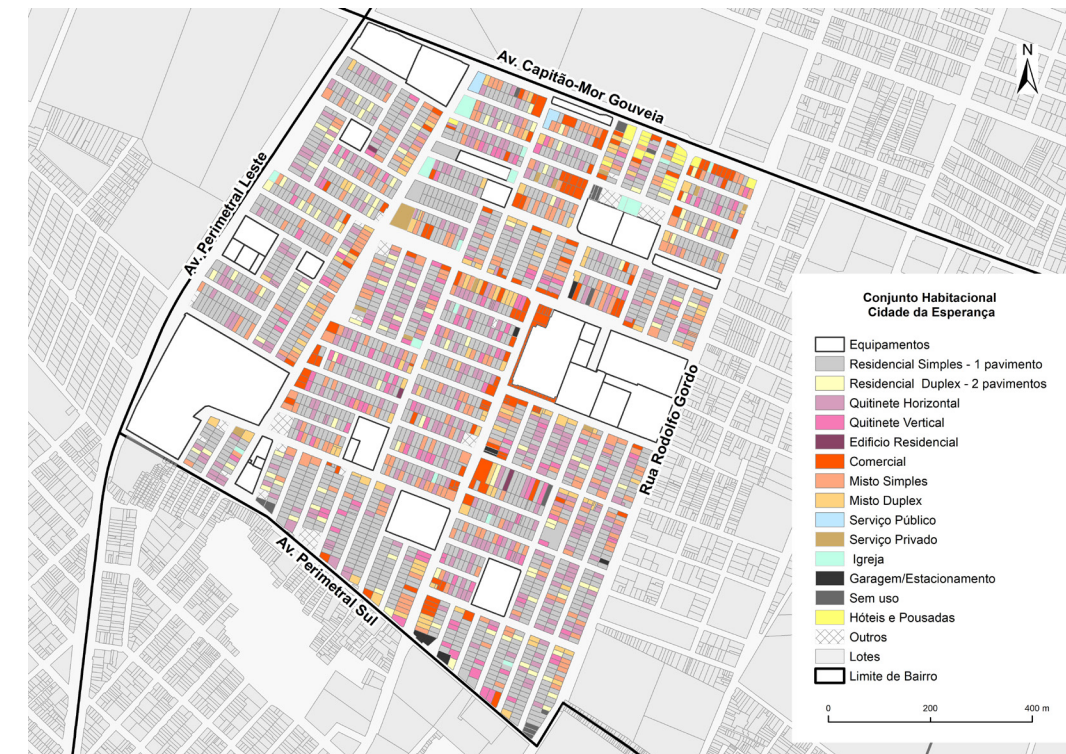 Av. Capitão-Mor Gouveia
N
Av. Perimetral Leste
Rua Rodolfo Gordo
Av. Perimetral Sul
Conjunto Habitacional
Cidade da Esperança
Equipamentos
Residencial Simples - 1 pavimento
Residencial Duplex - 2 pavimentos
Quitinete Horizontal
Quitinete Vertical
Edificio Residencial
Comercial
Misto Simples
Misto Duplex
Serviço Público
Serviço Privado
Igreja
Garagem/Estacionamento
Sem uso
Hóteis e Pousadas
Outros
Lotes
Limite de Bairro
0 200 400 m